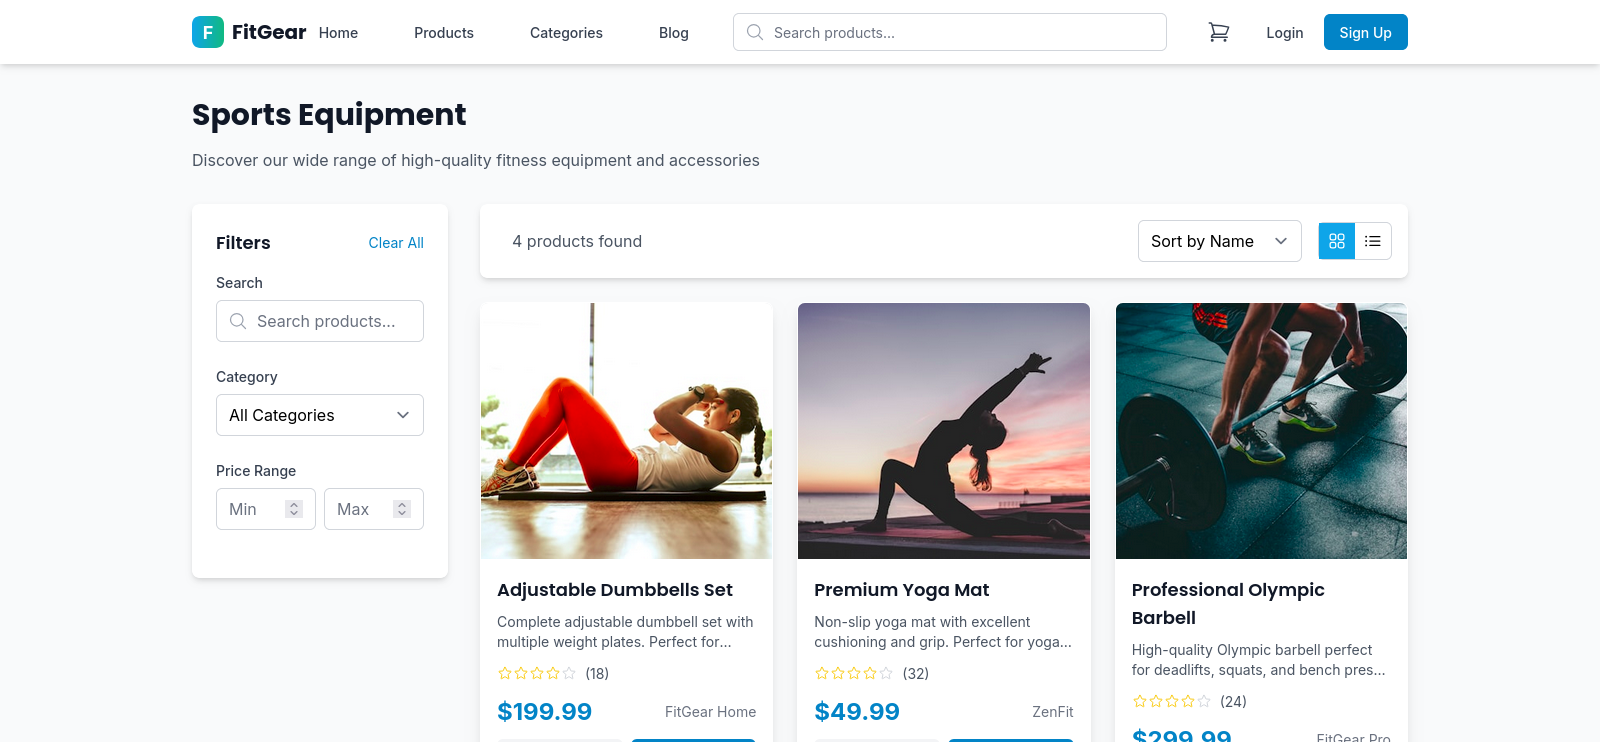 F FitGear Home Products Categories Blog Search products... Login Sign Up
Sports Equipment
Discover our wide range of high-quality fitness equipment and accessories
Filters Clear All
Search
Search products...
Category
All Categories
Price Range
Min Max
4 products found Sort by Name
Adjustable Dumbbells Set
Complete adjustable dumbbell set with
multiple weight plates. Perfect for...
(18)
$199.99 FitGear Home
Premium Yoga Mat
Non-slip yoga mat with excellent
cushioning and grip. Perfect for yoga...
(32)
$49.99 ZenFit
Professional Olympic
Barbell
High-quality Olympic barbell perfect
for deadlifts, squats, and bench pres...
(24)
$299.99 FitGear Pro